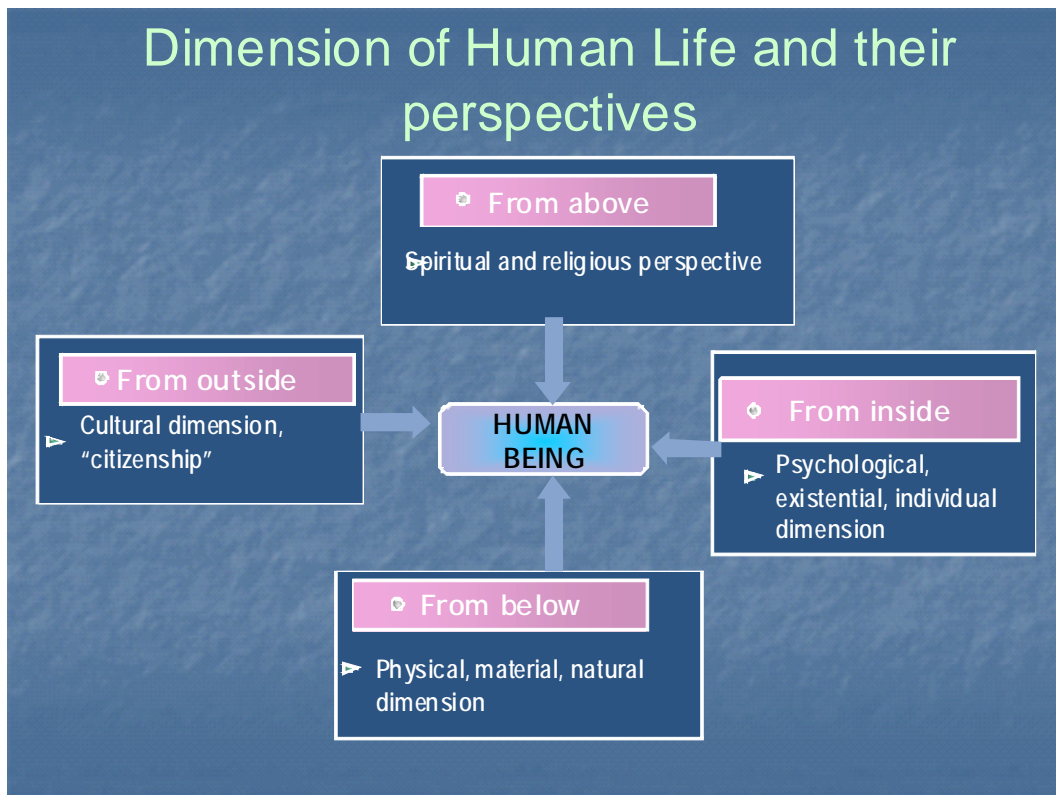 Dimension of Human Life and their
perspectives
From above
Spiritual and religious perspective
From outside
Cultural dimension,
“citizenship”
HUMAN
BEING
From inside
Psychological,
existential, individual
dimension
From below
Physical, material, natural
dimension